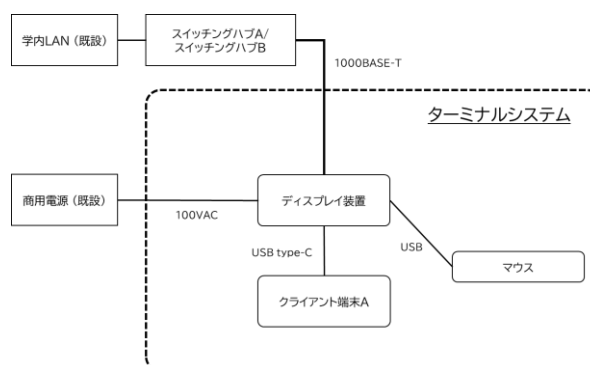 学内LAN（既設）
スイッチングハブA/
スイッチングハブB
1000BASE-T
ターミナルシステム
商用電源（既設）
100VAC
ディスプレイ装置
USB type-C
USB
マウス
クライアント端末A